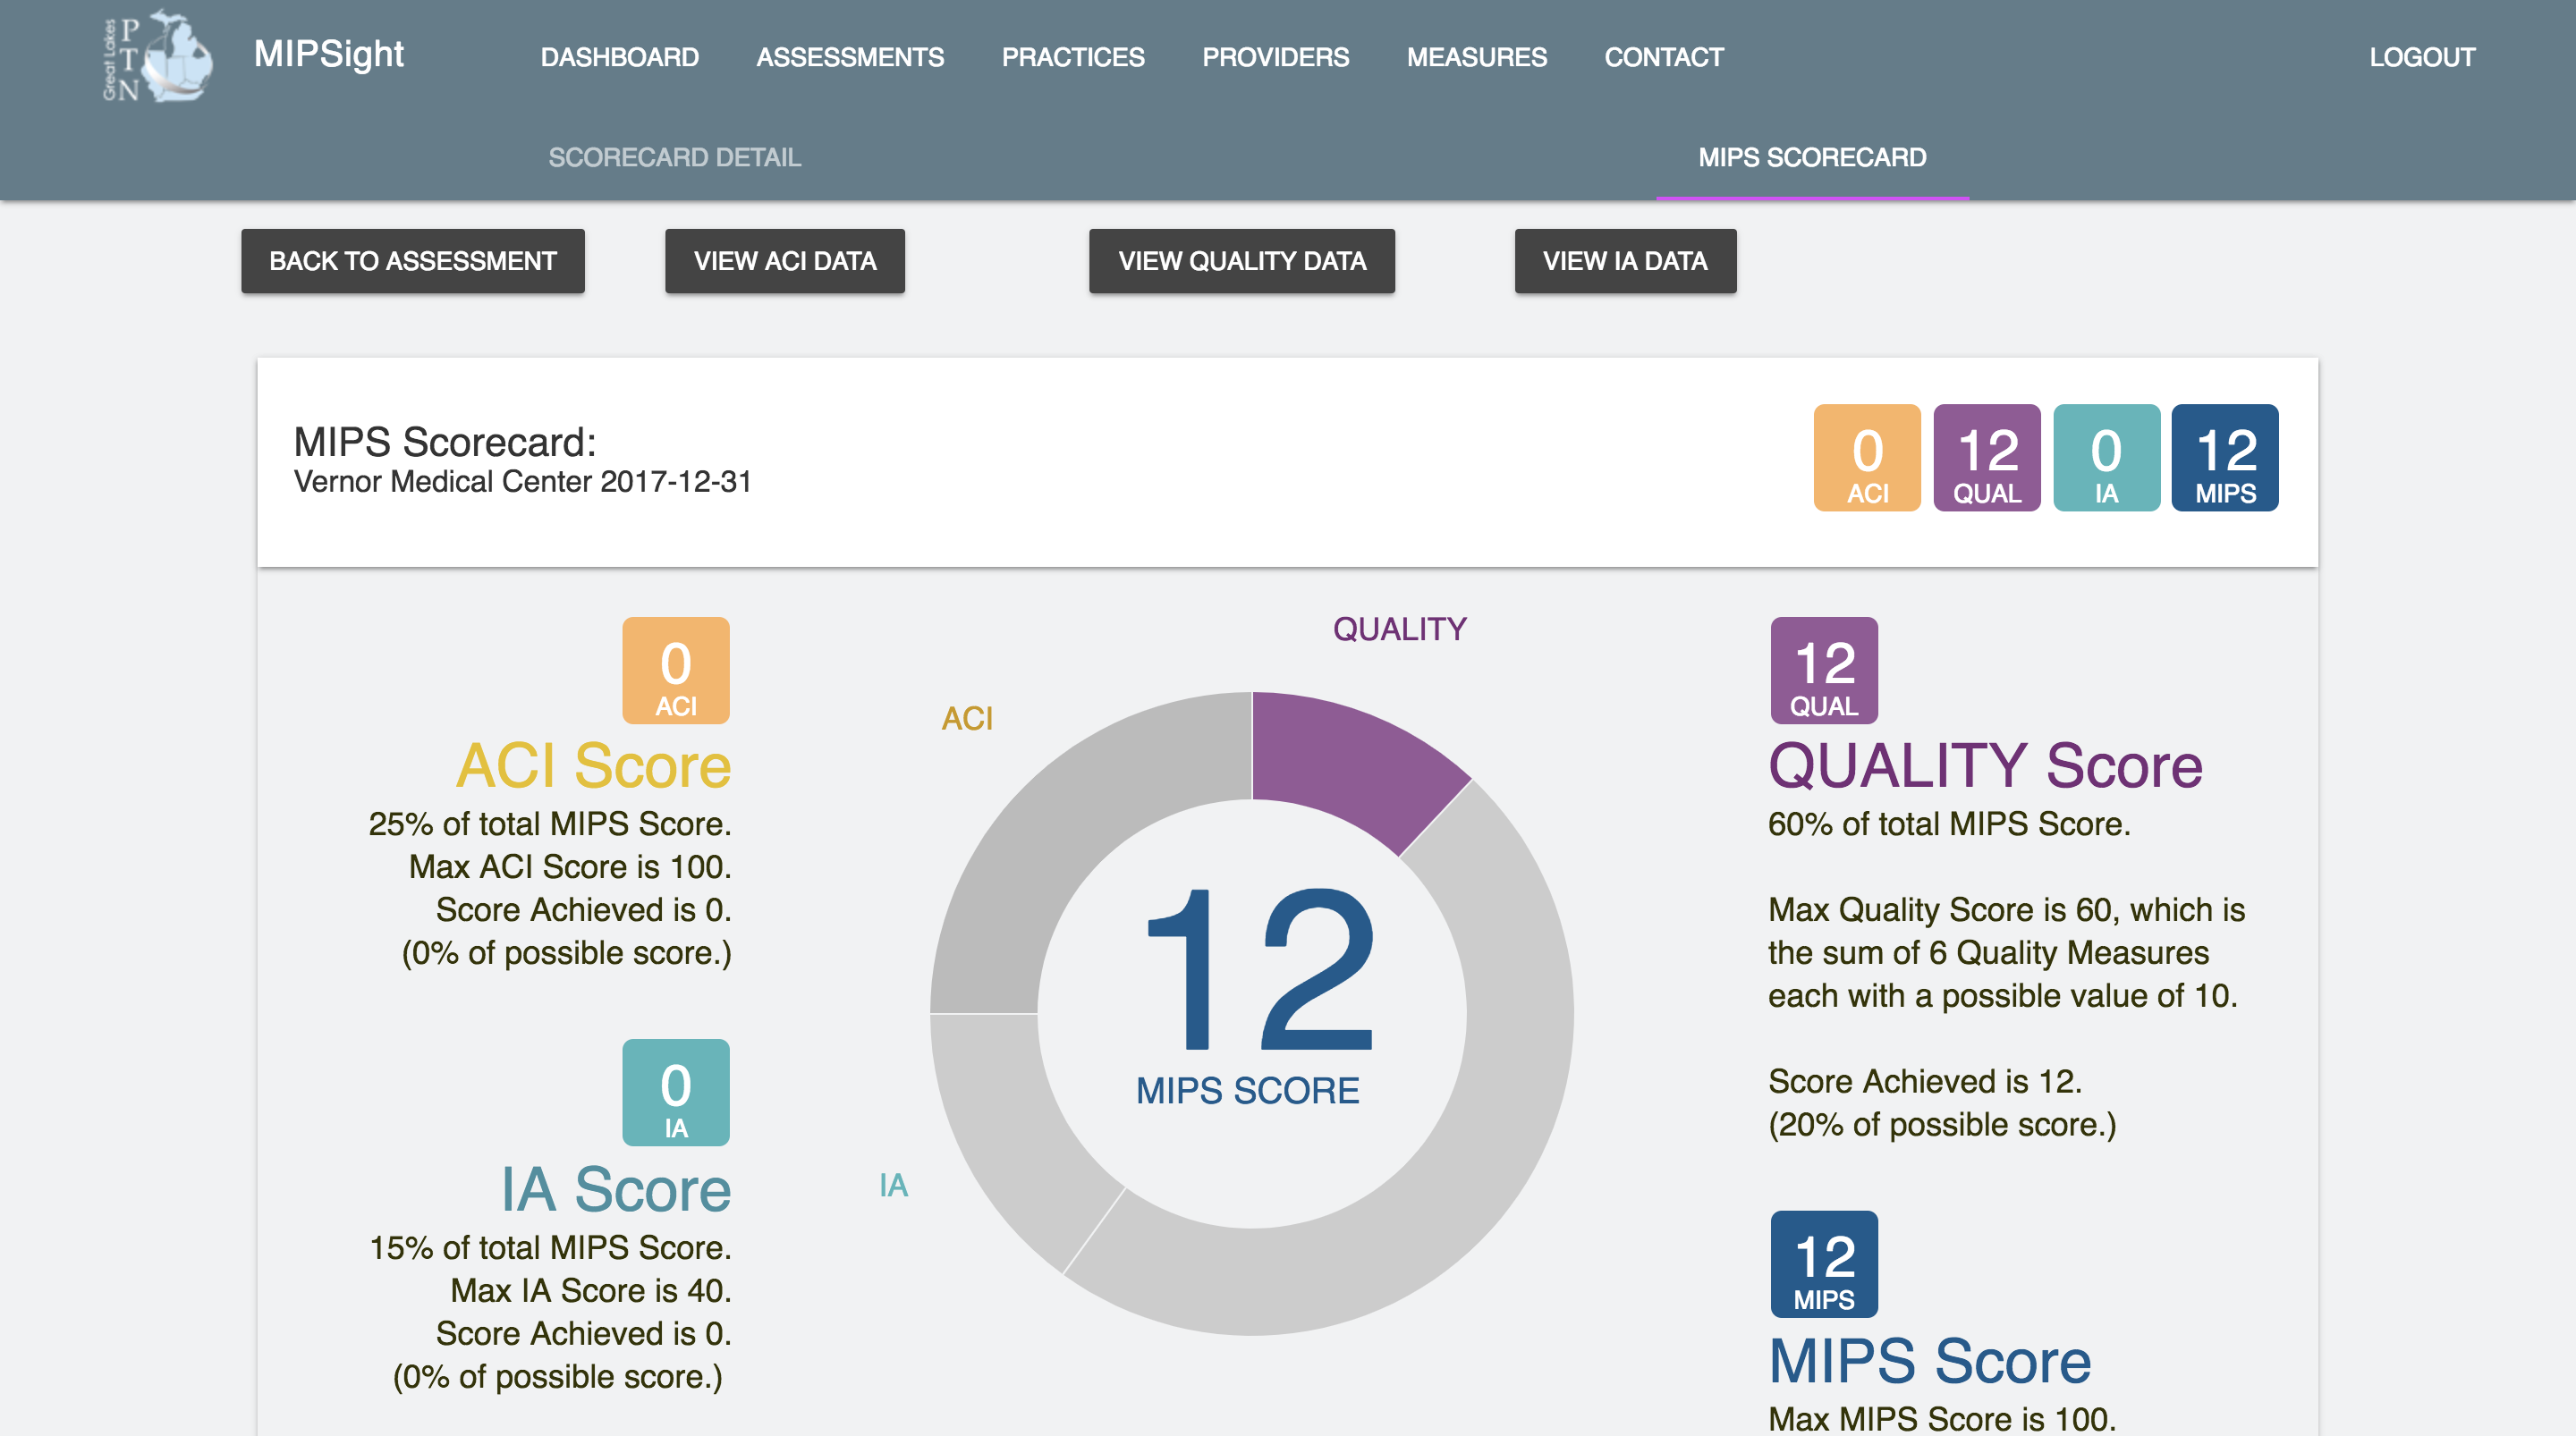 Great Lakes
PTN
MIPSight
DASHBOARD
ASSESSMENTS
PRACTICES
PROVIDERS
MEASURES
CONTACT
LOGOUT
SCORECARD DETAIL
MIPS SCORECARD
BACK TO ASSESSMENT
VIEW ACI DATA
VIEW QUALITY DATA
VIEW IA DATA
MIPS Scorecard:
Vernor Medical Center 2017-12-31
0
ACI
12
QUAL
0
IA
12
MIPS
0
ACI
ACI Score
25% of total MIPS Score.
Max ACI Score is 100.
Score Achieved is 0.
(0% of possible score.)
0
IA
IA Score
15% of total MIPS Score.
Max IA Score is 40.
Score Achieved is 0.
(0% of possible score.)
QUALITY
ACI
IA
12
MIPS SCORE
12
QUAL
QUALITY Score
60% of total MIPS Score.
Max Quality Score is 60, which is
the sum of 6 Quality Measures
each with a possible value of 10.
Score Achieved is 12.
(20% of possible score.)
12
MIPS
MIPS Score
Max MIPS Score is 100.